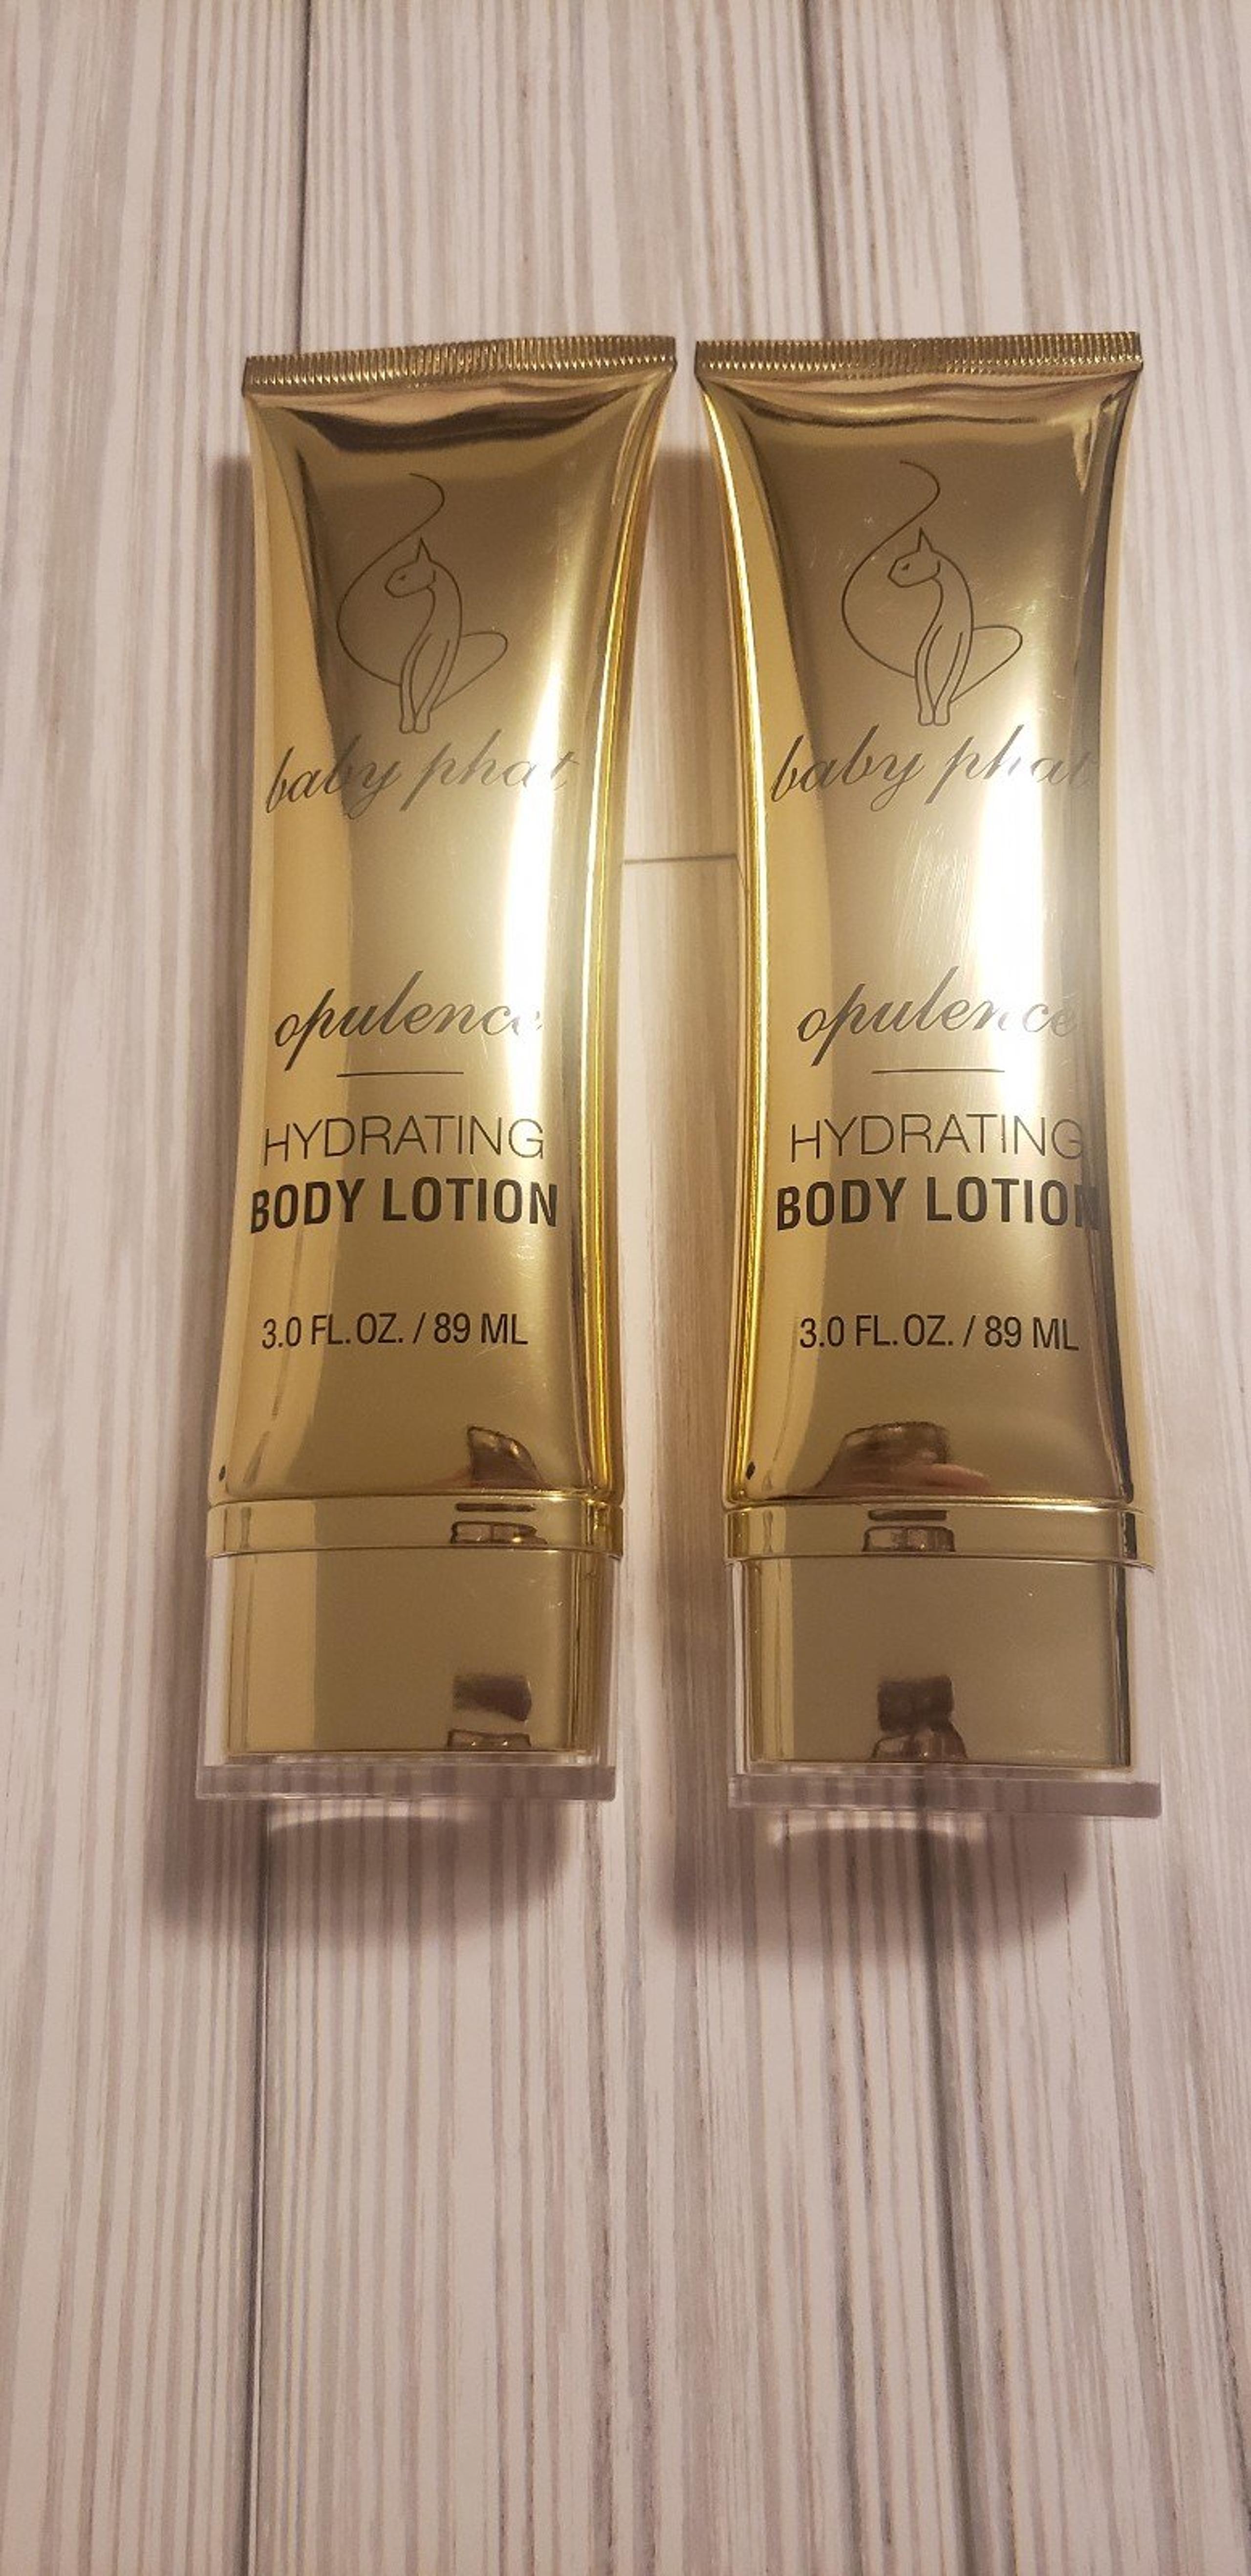 baby phat
opulence
HYDRATING
BODY LOTION
3.0 FL.OZ. / 89 ML
baby phat
opulence
HYDRATING
BODY LOTION
3.0 FL.OZ. / 89 ML